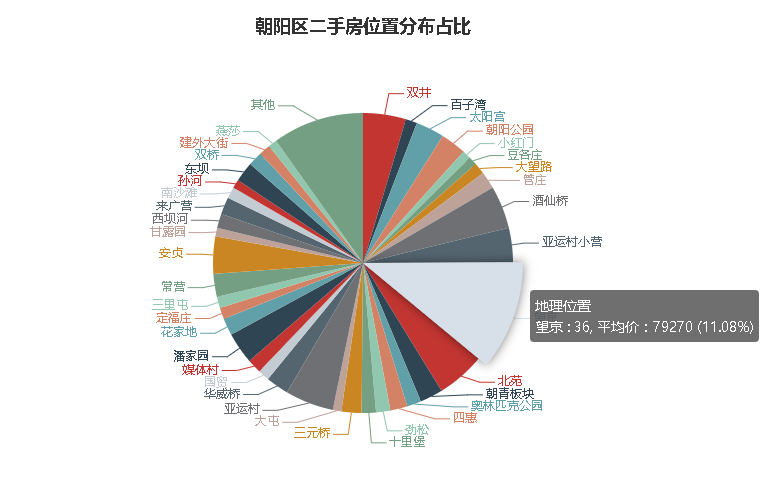 朝阳区二手房位置分布占比
双井
百子湾
太阳宫
朝阳公园
小红门
豆各庄
大望路
管庄
酒仙桥
亚运村小营
地理位置
望京 : 36, 平均价 : 79270 (11.08%)
北苑
朝青板块
奥林匹克公园
四惠
劲松
十里堡
三元桥
大屯
亚运村
华威桥
国贸
媒体村
潘家园
花家地
定福庄
三里屯
常营
安贞
甘露园
西坝河
来广营
南沙滩
孙河
东坝
双桥
建外大街
燕莎
其他